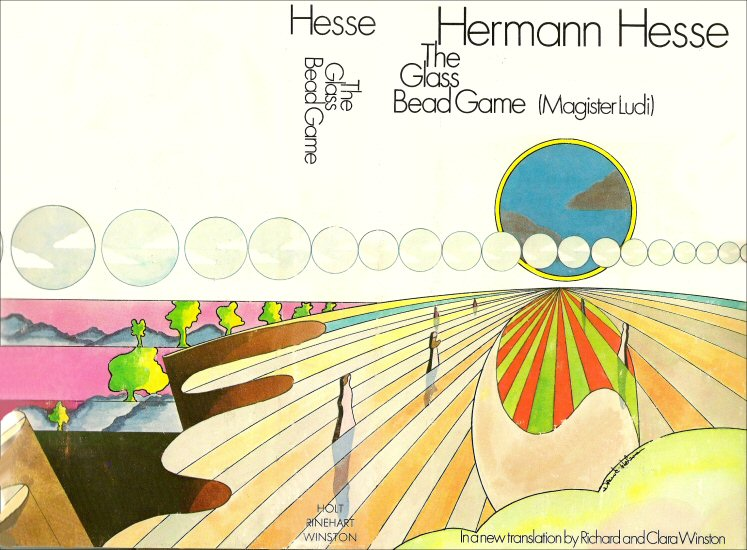 Hesse
The
Glass
Bead Game
HOLT
RINEHART
WINSTON
Hermann Hesse
The
Glass
Bead Game (Magister Ludi)
In a new translation by Richard and Clara Winston